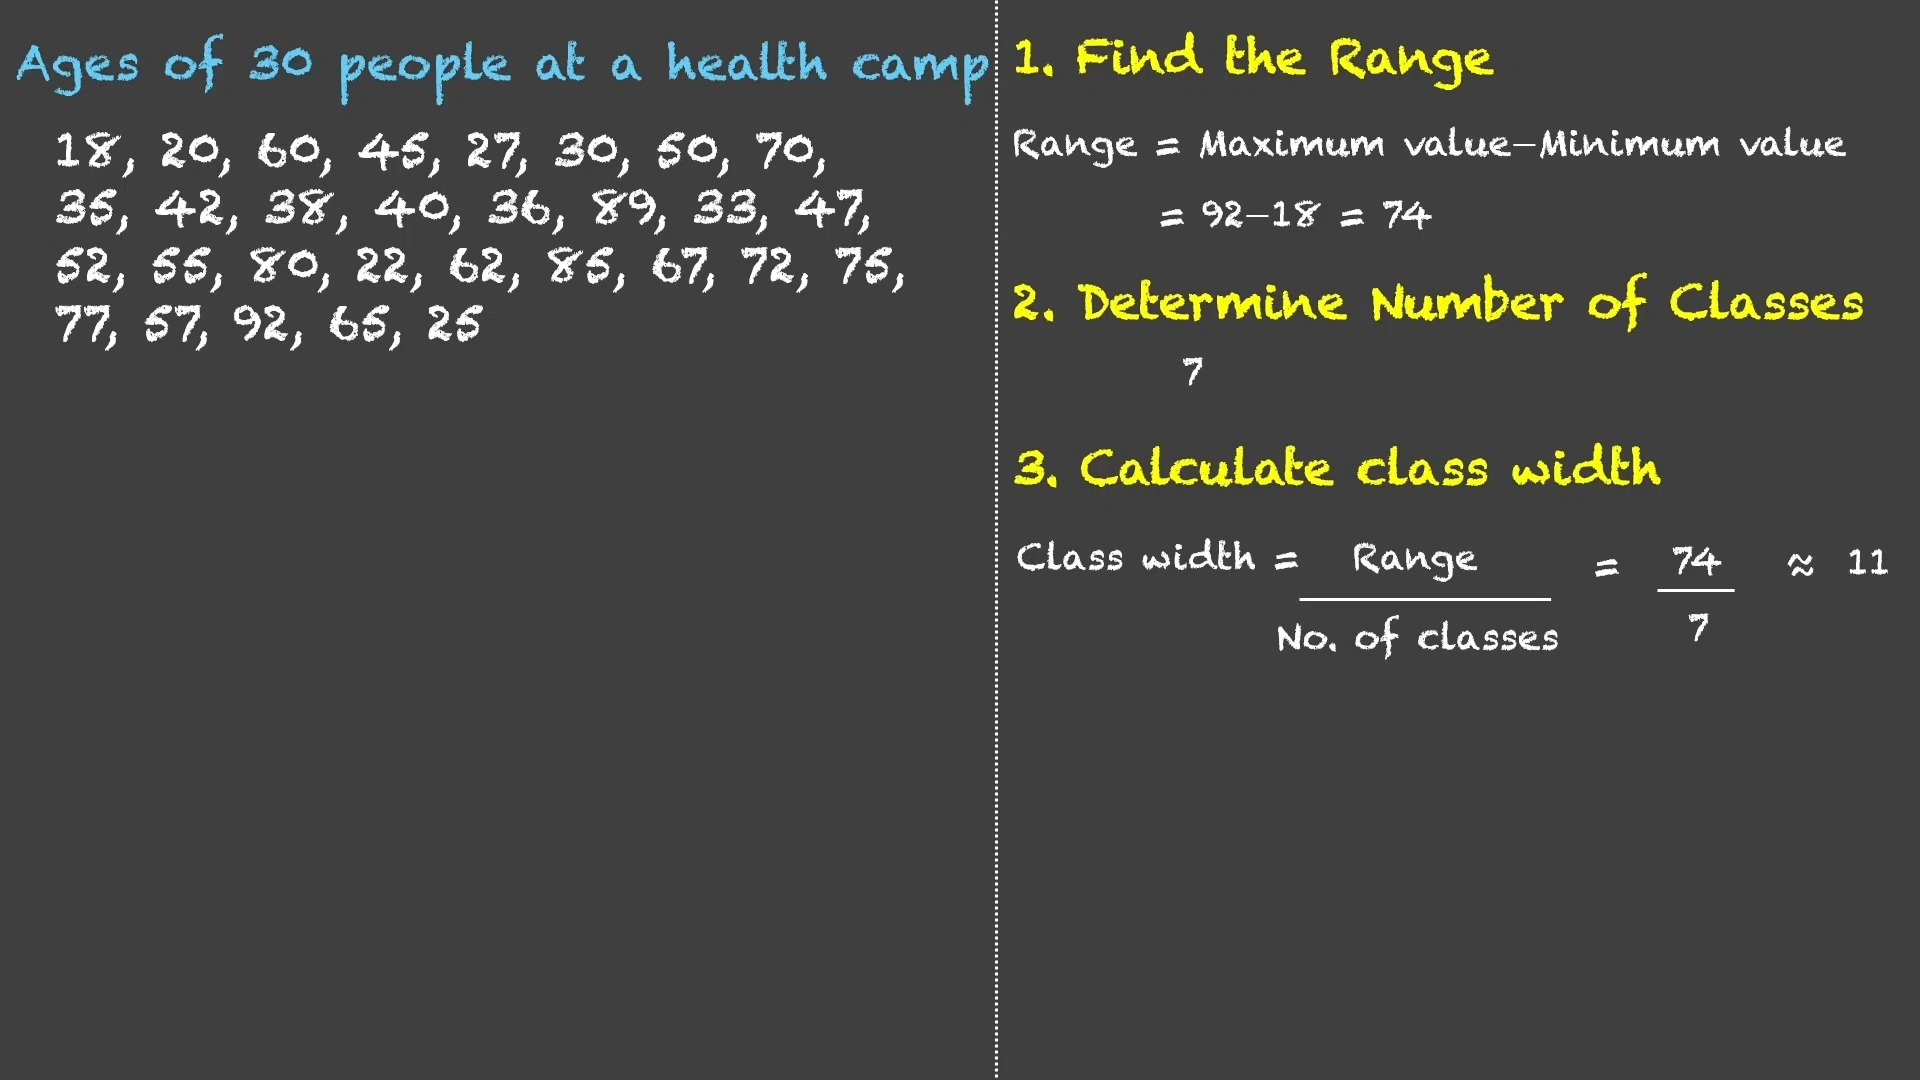 Ages of 30 people at a health camp
18, 20, 60, 45, 27, 30, 50, 70,
35, 42, 38, 40, 36, 89, 33, 47,
52, 55, 80, 22, 62, 85, 67, 72, 75,
77, 57, 92, 65, 25
1. Find the Range
Range = Maximum value–Minimum value
= 92–18 = 74
2. Determine Number of Classes
7
3. Calculate class width
Class width = Range = 74 ≈ 11
No. of classes 7